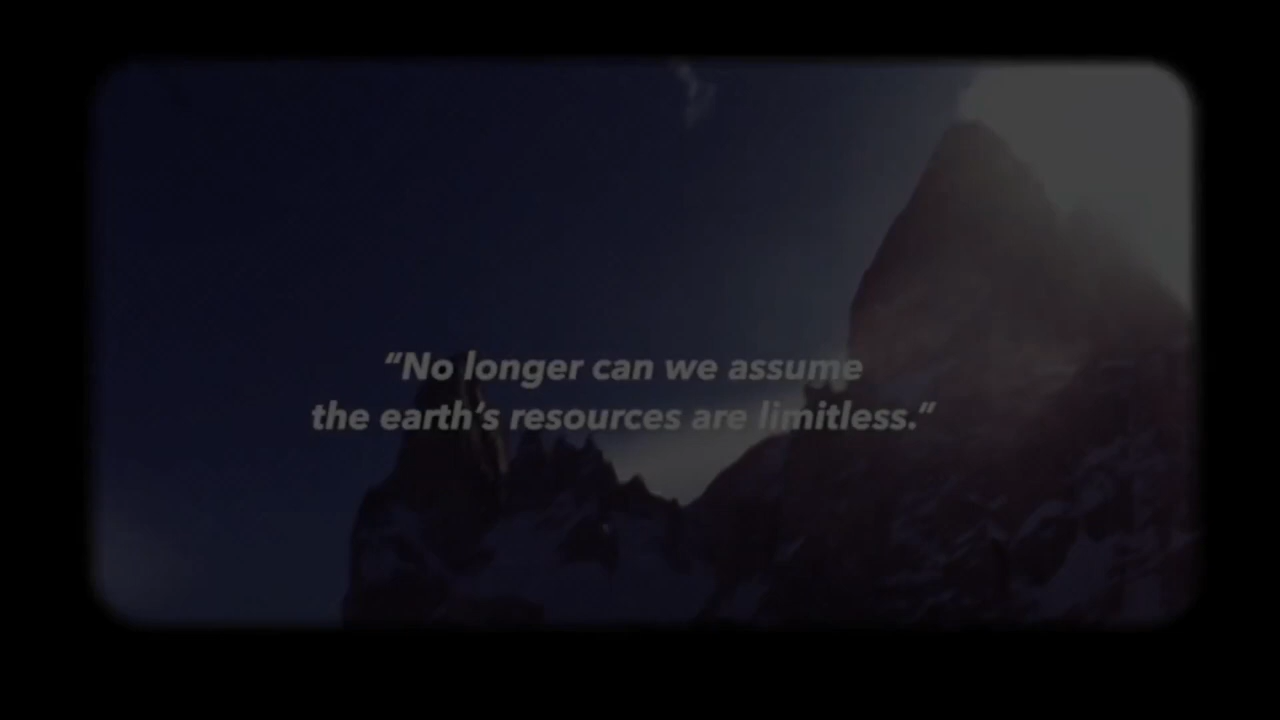 “No longer can we assume
the earth‘s resources are limitless.”